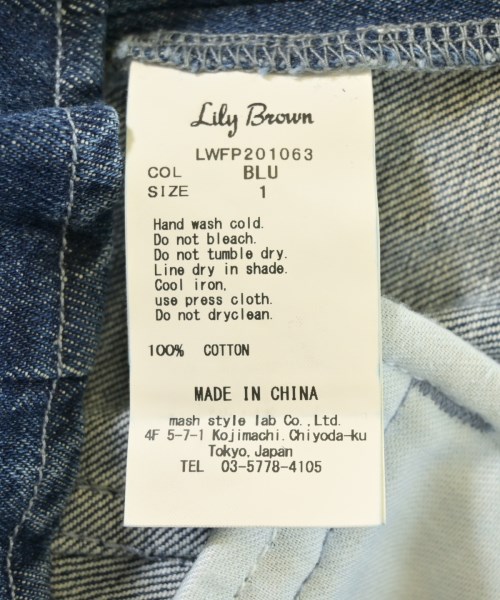 Lily Brown
LWFP201063
COL BLU
SIZE 1
Hand wash cold.
Do not bleach.
Do not tumble dry.
Line dry in shade.
Cool iron,
use press cloth.
Do not dryclean.
100% COTTON
MADE IN CHINA
mash style lab Co.,Ltd.
4F 5-7-1 Kojimachi.Chiyoda-ku
Tokyo,Japan
TEL 03-5778-4105